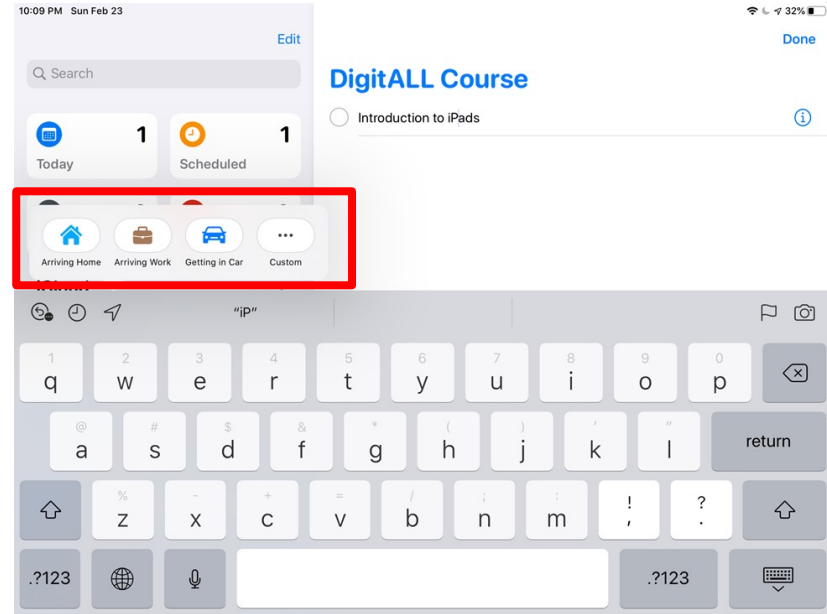 10:09 PM Sun Feb 23
32%
Edit
Done
Search
DigitALL Course
Introduction to iPads
1
1
Today
Scheduled
Arriving Home
Arriving Work
Getting in Car
Custom
“iP”
1 2 3 4 5 6 7 8 9 0
q w e r t y u i o p
@ # $ & * ( ) ' "
a s d f g h j k l return
% - + = / ; : ! ?
z x c v b n m , .
.?123 .?123